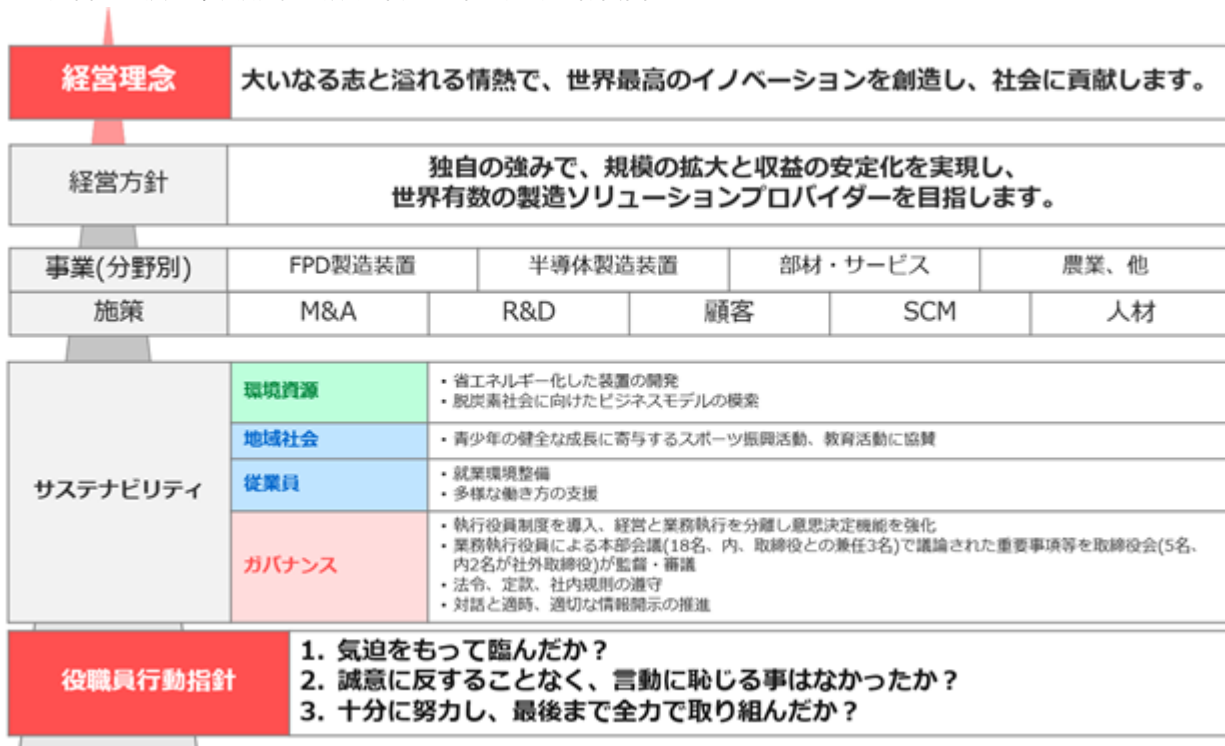 経営理念
大いなる志と溢れる情熱で、世界最高のイノベーションを創造し、社会に貢献します。
経営方針
独自の強みで、規模の拡大と収益の安定化を実現し、
世界有数の製造ソリューションプロバイダーを目指します。
事業(分野別)
FPD製造装置
半導体製造装置
部材・サービス
農業、他
施策
M&A
R&D
顧客
SCM
人材
サステナビリティ
環境資源
・省エネルギー化した装置の開発
・脱炭素社会に向けたビジネスモデルの模索
地域社会
・青少年の健全な成長に寄与するスポーツ振興活動、教育活動に協賛
従業員
・就業環境整備
・多様な働き方の支援
ガバナンス
・執行役員制度を導入、経営と業務執行を分離し意思決定機能を強化
・業務執行役員による本部会議(18名、内、取締役との兼任3名)で議論された重要事項等を取締役会(5名、
内2名が社外取締役)が監督・審議
・法令、定款、社内規則の遵守
・対話と適時、適切な情報開示の推進
役職員行動指針
1. 気迫をもって臨んだか？
2. 誠意に反することなく、言動に恥じる事はなかったか？
3. 十分に努力し、最後まで全力で取り組んだか？